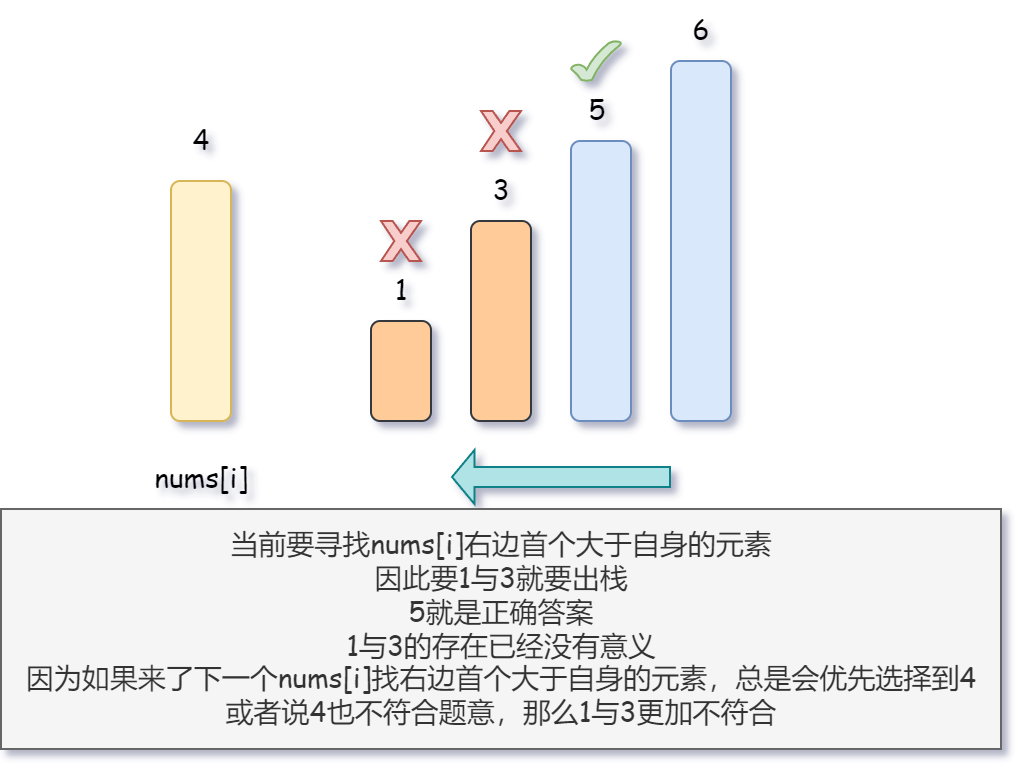 6
5
4
X
3
X
1
nums[i]
当前要寻找nums[i]右边首个大于自身的元素
因此要1与3就要出栈
5就是正确答案
1与3的存在已经没有意义
因为如果来了下一个nums[i]找右边首个大于自身的元素，总是会优先选择到4
或者说4也不符合题意，那么1与3更加不符合